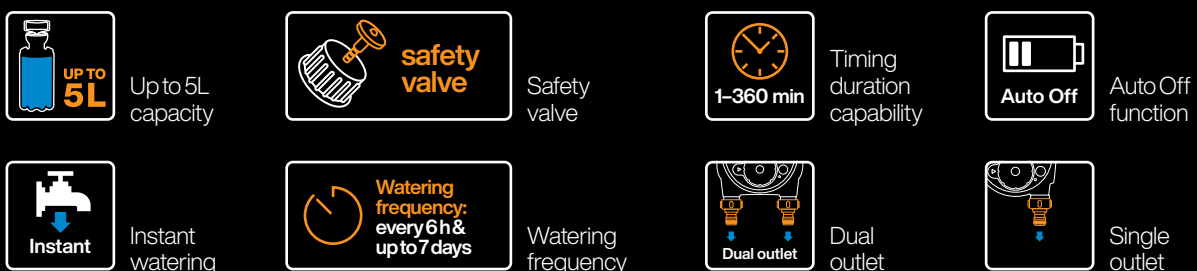 UP TO
5L
Up to 5L
capacity
safety
valve
Safety
valve
1–360 min
Timing
duration
capability
Auto Off
Auto Off
function
Instant
Instant
watering
Watering
frequency:
every 6 h &
up to 7 days
Watering
frequency
Dual outlet
Dual
outlet
Single
outlet